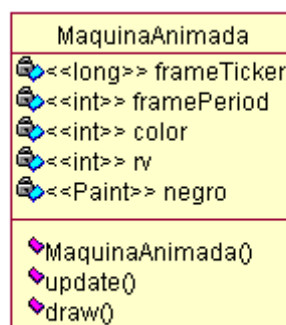 MaquinaAnimada
<<long>> frameTicker
<<int>> framePeriod
<<int>> color
<<int>> rv
<<Paint>> negro
MaquinaAnimada()
update()
draw()